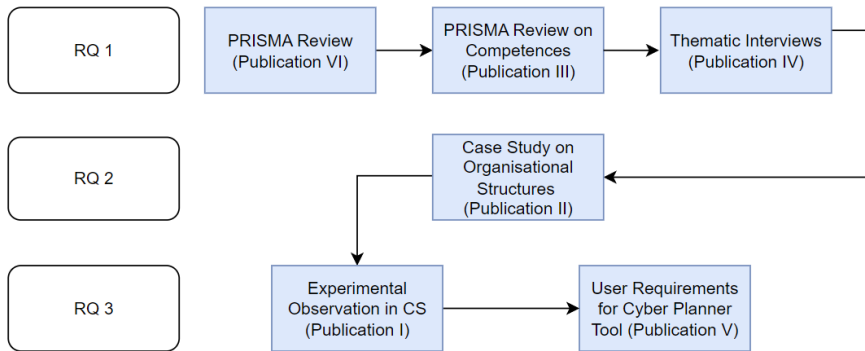 RQ 1
PRISMA Review
(Publication VI)
PRISMA Review on
Competences
(Publication III)
Thematic Interviews
(Publication IV)
RQ 2
Case Study on
Organisational
Structures
(Publication II)
RQ 3
Experimental
Observation in CS
(Publication I)
User Requirements
for Cyber Planner
Tool (Publication V)